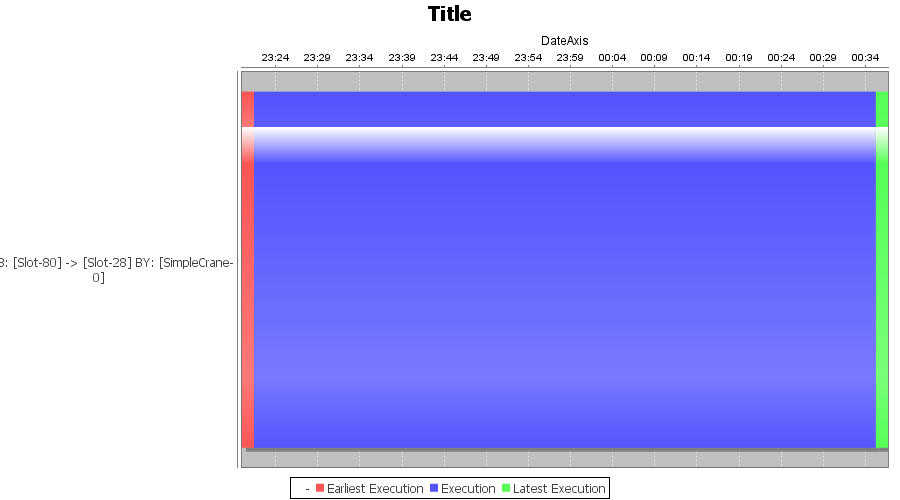 Title
DateAxis
23:24 23:29 23:34 23:39 23:44 23:49 23:54 23:59 00:04 00:09 00:14 00:19 00:24 00:29 00:34
: [Slot-80] -> [Slot-28] BY: [SimpleCrane-
0]
- Earliest Execution Execution Latest Execution